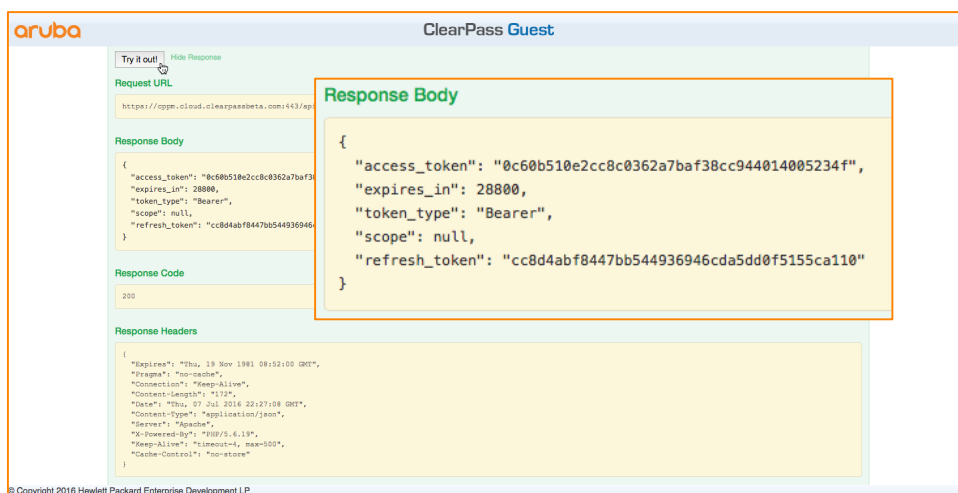 aruba
ClearPass Guest
Try it out!
Hide Response
Request URL
https://cppm.cloud.clearpassbeta.com:443/api
Response Body
{
"access_token": "0c60b510e2cc8c0362a7baf3
"expires_in": 28800,
"token_type": "Bearer",
"scope": null,
"refresh_token": "cc8d4abf8447bb544936946
}
Response Code
200
Response Body
{
"access_token": "0c60b510e2cc8c0362a7baf38cc944014005234f",
"expires_in": 28800,
"token_type": "Bearer",
"scope": null,
"refresh_token": "cc8d4abf8447bb544936946cda5dd0f5155ca110"
}
Response Headers
{
"Expires": "Thu, 19 Nov 1981 08:52:00 GMT",
"Pragma": "no-cache",
"Connection": "Keep-Alive",
"Content-Length": "172",
"Date": "Thu, 07 Jul 2016 22:27:08 GMT",
"Content-Type": "application/json",
"Server": "Apache",
"X-Powered-By": "PHP/5.6.19",
"Keep-Alive": "timeout=4, max=500",
"Cache-Control": "no-store"
}
© Copyright 2016 Hewlett Packard Enterprise Development LP